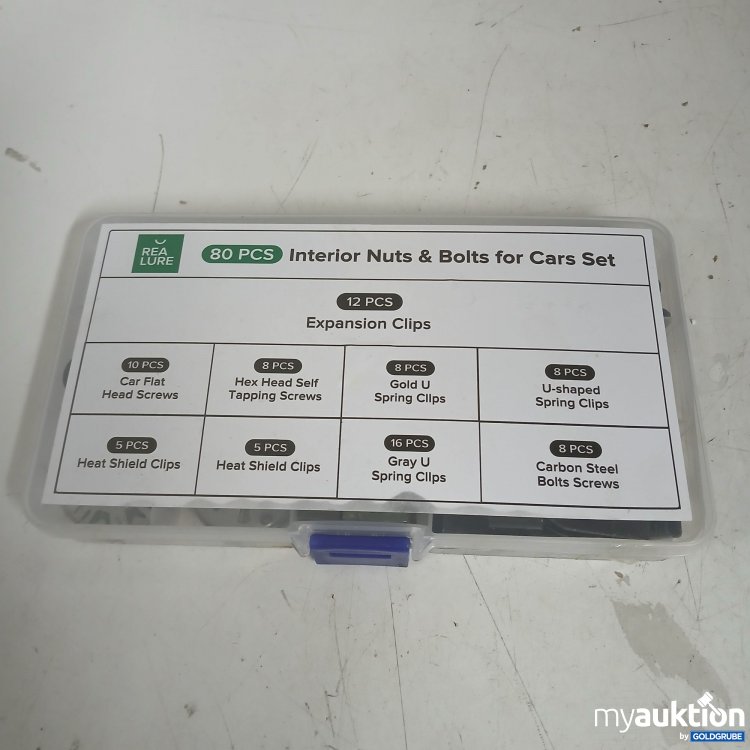 REA
LURE
80 PCS Interior Nuts & Bolts for Cars Set
12 PCS
Expansion Clips
10 PCS
Car Flat
Head Screws
8 PCS
Hex Head Self
Tapping Screws
8 PCS
Gold U
Spring Clips
8 PCS
U-shaped
Spring Clips
5 PCS
Heat Shield Clips
5 PCS
Heat Shield Clips
16 PCS
Gray U
Spring Clips
8 PCS
Carbon Steel
Bolts Screws
myauktion
by GOLDGRUBE